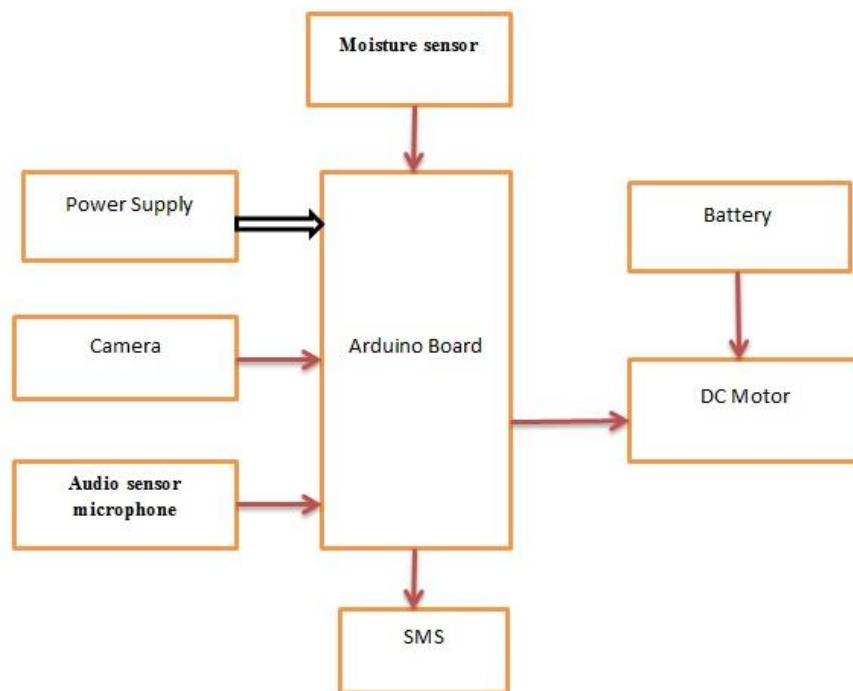 Moisture sensor
Power Supply
Battery
Camera
Arduino Board
DC Motor
Audio sensor
microphone
SMS